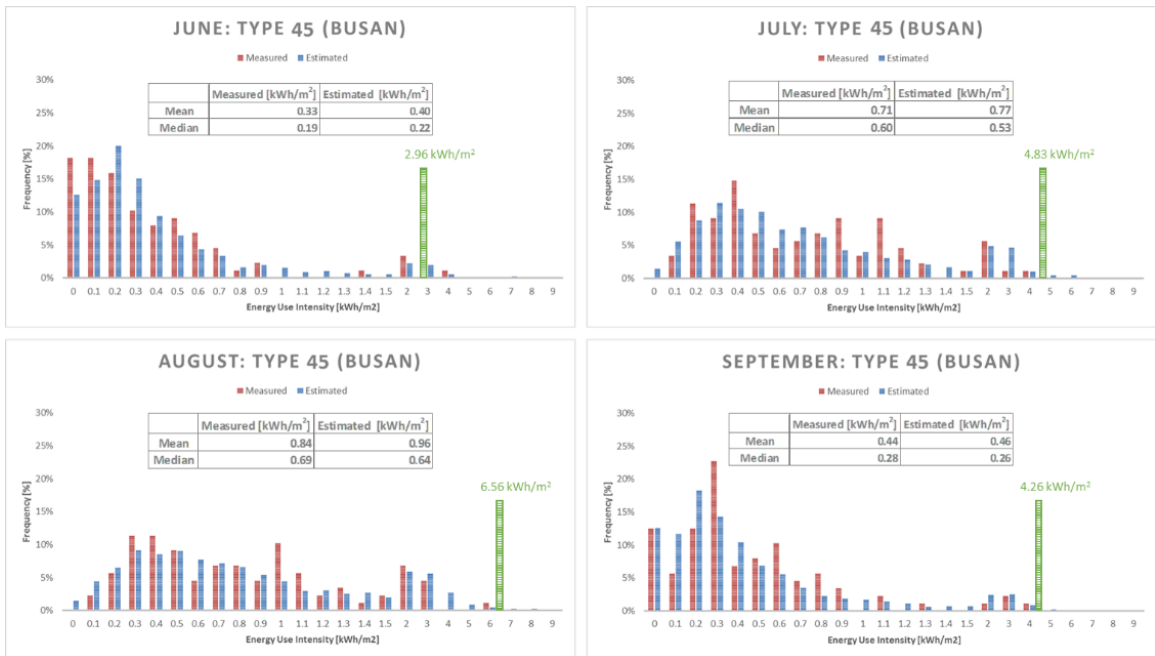 JUNE: TYPE 45 (BUSAN)
Measured Estimated
30%
25%
20%
15%
10%
5%
0%
Frequency [%]
Measured [kWh/m²] Estimated [kWh/m²]
Mean 0.33 0.40
Median 0.19 0.22
2.96 kWh/m²
0 0.1 0.2 0.3 0.4 0.5 0.6 0.7 0.8 0.9 1 1.1 1.2 1.3 1.4 1.5 2 3 4 5 6 7 8 9
Energy Use Intensity [kWh/m2]
JULY: TYPE 45 (BUSAN)
Measured Estimated
30%
25%
20%
15%
10%
5%
0%
Frequency [%]
Measured [kWh/m²] Estimated [kWh/m²]
Mean 0.71 0.77
Median 0.60 0.53
4.83 kWh/m²
0 0.1 0.2 0.3 0.4 0.5 0.6 0.7 0.8 0.9 1 1.1 1.2 1.3 1.4 1.5 2 3 4 5 6 7 8 9
Energy Use Intensity [kWh/m2]
AUGUST: TYPE 45 (BUSAN)
Measured Estimated
30%
25%
20%
15%
10%
5%
0%
Frequency [%]
Measured [kWh/m²] Estimated [kWh/m²]
Mean 0.84 0.96
Median 0.69 0.64
6.56 kWh/m²
0 0.1 0.2 0.3 0.4 0.5 0.6 0.7 0.8 0.9 1 1.1 1.2 1.3 1.4 1.5 2 3 4 5 6 7 8 9
Energy Use Intensity [kWh/m2]
SEPTEMBER: TYPE 45 (BUSAN)
Measured Estimated
30%
25%
20%
15%
10%
5%
0%
Frequency [%]
Measured [kWh/m²] Estimated [kWh/m²]
Mean 0.44 0.46
Median 0.28 0.26
4.26 kWh/m²
0 0.1 0.2 0.3 0.4 0.5 0.6 0.7 0.8 0.9 1 1.1 1.2 1.3 1.4 1.5 2 3 4 5 6 7 8 9
Energy Use Intensity [kWh/m2]